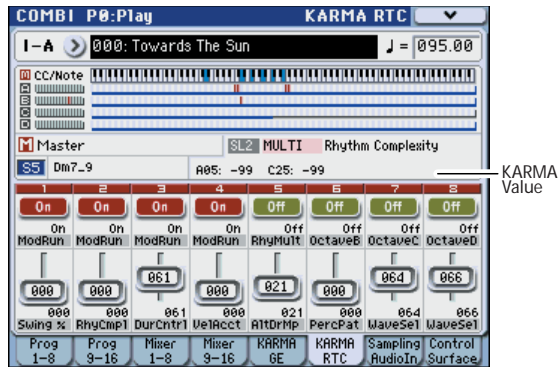 COMBI P0:Play KARMA RTC
I-A 000: Towards The Sun ♩= 095.00
M CC/Note
A
B
C
D
M Master SL2 MULTI Rhythm Complexity
S5 Dm7_9 A05: -99 C25: -99
KARMA
Value
1 2 3 4 5 6 7 8
On On On On Off Off Off Off
On On On On Off Off Off Off
ModRun ModRun ModRun ModRun RhyMult OctaveB OctaveC OctaveD
000 000 061 000 021 000 064 066
000 000 061 000 021 000 064 066
Swing % RhyCmpl DurCntrl VelAcct AltDrMp PercPat WaveSel WaveSel
Prog Prog Mixer Mixer KARMA KARMA Sampling Control
1-8 9-16 1-8 9-16 GE RTC AudioIn Surface